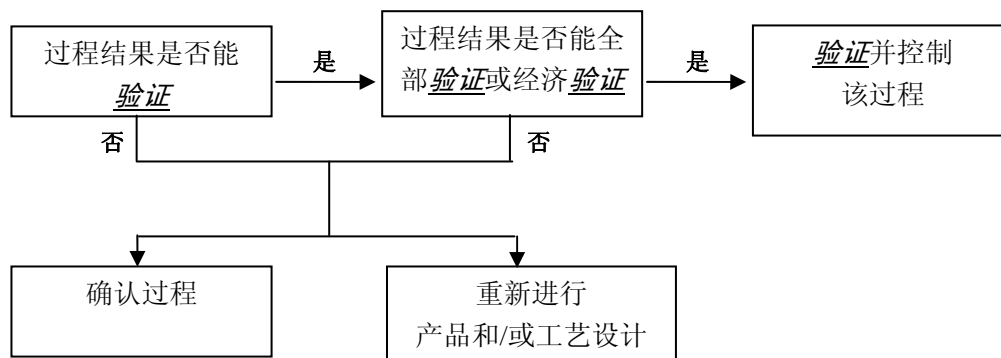 过程结果是否能
验证
是
过程结果是否能全
部验证或经济验证
是
验证并控制
该过程
否
否
确认过程
重新进行
产品和/或工艺设计